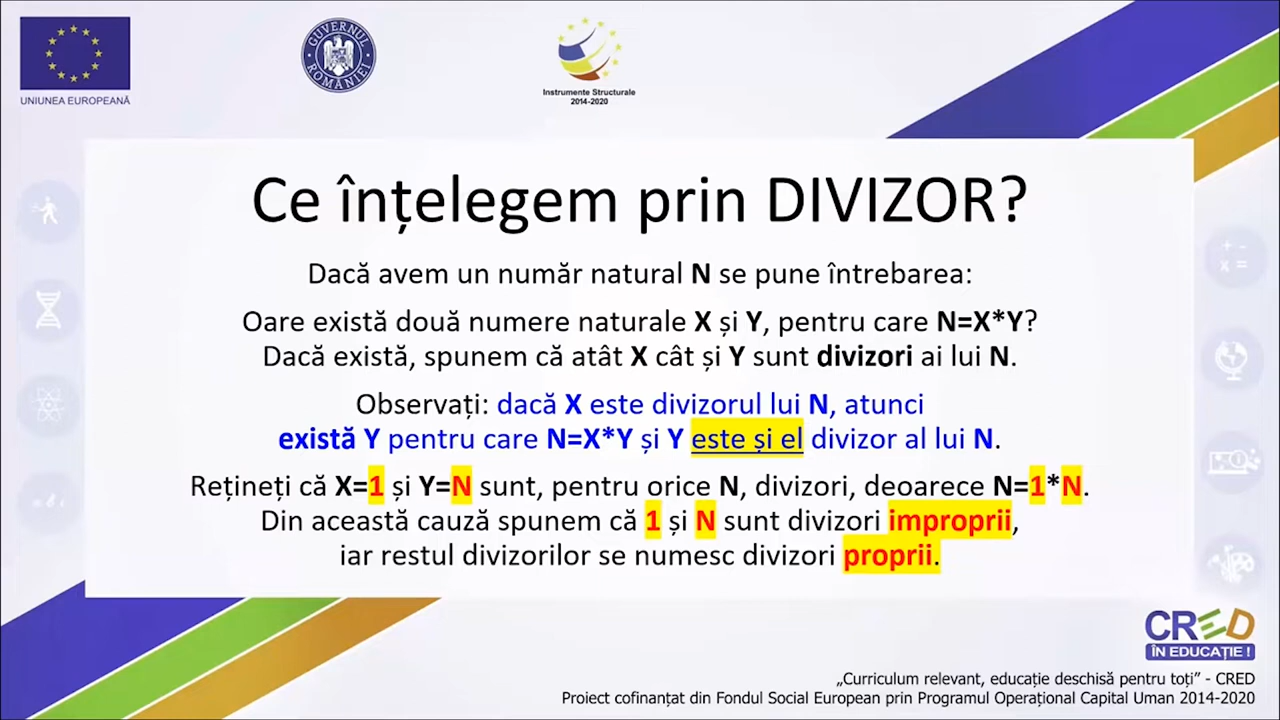 UNIUNEA EUROPEANĂ
GUVERNUL ROMÂNIEI
Instrumente Structurale
2014-2020
Ce înțelegem prin DIVIZOR?
Dacă avem un număr natural N se pune întrebarea:
Oare există două numere naturale X și Y, pentru care N=X*Y?
Dacă există, spunem că atât X cât și Y sunt divizori ai lui N.
Observați: dacă X este divizorul lui N, atunci
există Y pentru care N=X*Y și Y este și el divizor al lui N.
Rețineți că X=1 și Y=N sunt, pentru orice N, divizori, deoarece N=1*N.
Din această cauză spunem că 1 și N sunt divizori improprii,
iar restul divizorilor se numesc divizori proprii.
CRED
ÎN EDUCAȚIE !
„Curriculum relevant, educație deschisă pentru toți” - CRED
Proiect cofinanțat din Fondul Social European prin Programul Operațional Capital Uman 2014-2020